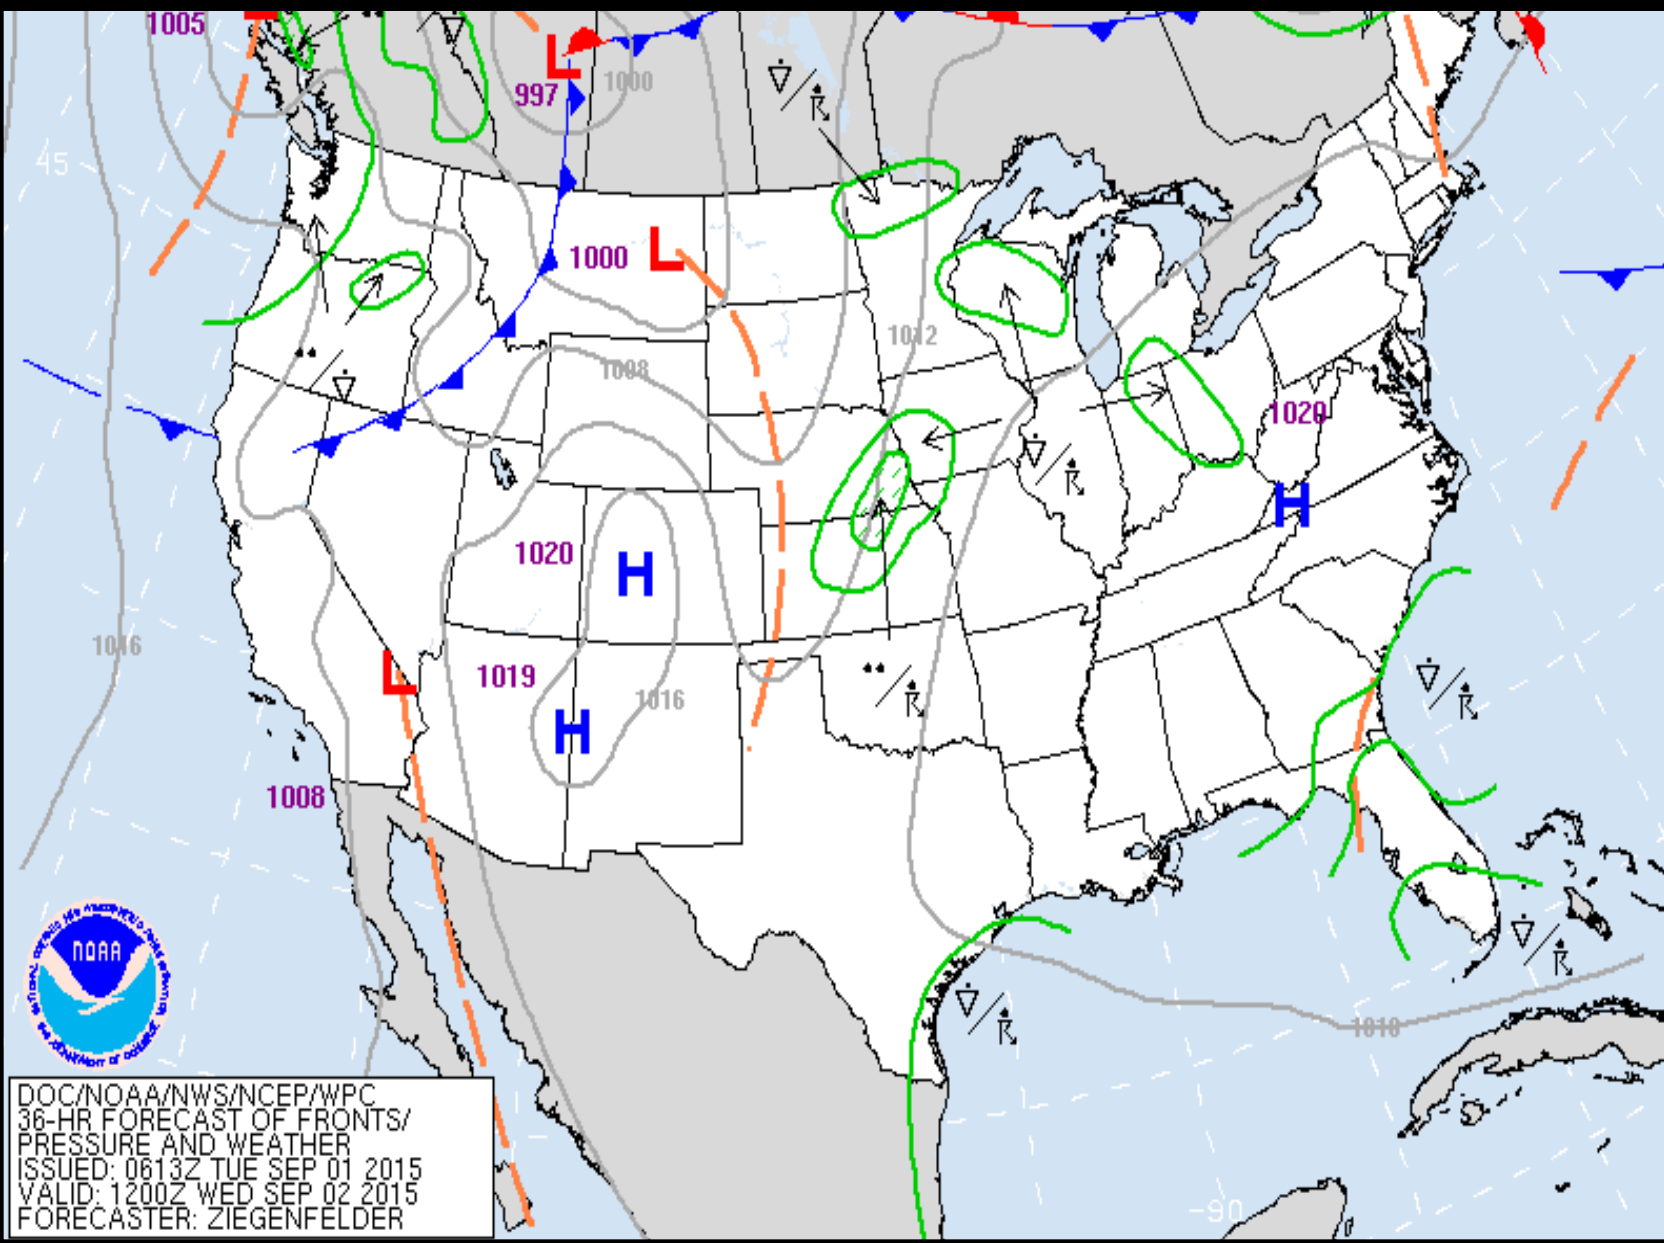 1005
L
997
1000
45
1000
L
1012
1008
1020
H
1020
H
1016
L
1019
1016
H
1008
NOAA
1016
DOC/NOAA/NWS/NCEP/WPC
36-HR FORECAST OF FRONTS/
PRESSURE AND WEATHER
ISSUED: 0613Z TUE SEP 01 2015
VALID: 1200Z WED SEP 02 2015
FORECASTER: ZIEGENFELDER
-90